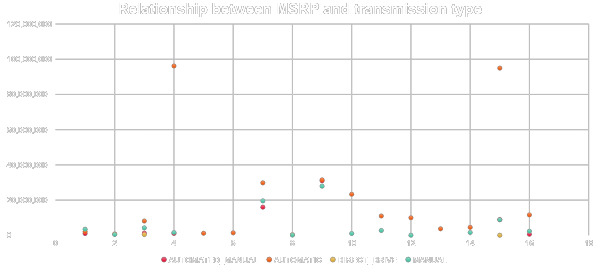 Relationship between MSRP and transmission type
120,000,000
100,000,000
80,000,000
60,000,000
40,000,000
20,000,000
0 2 4 6 8 10 12 14 16 18
AUTOMATED_MANUAL AUTOMATIC DIRECT_DRIVE MANUAL